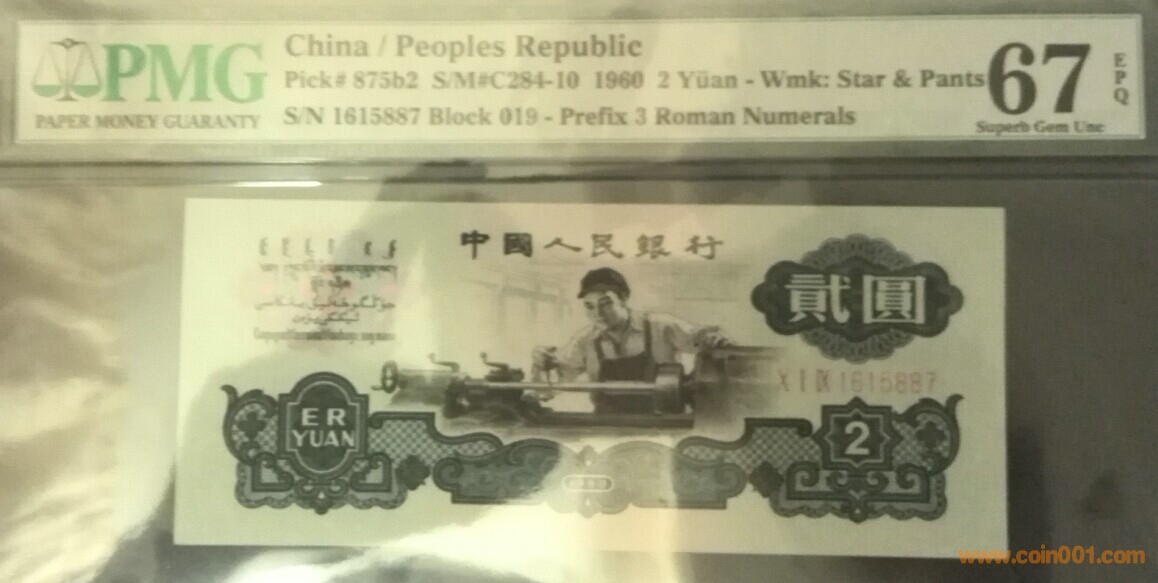 PMG
PAPER MONEY GUARANTY
China / Peoples Republic
Pick# 875b2 S/M#C284-10 1960 2 Yüan - Wmk: Star & Pants
S/N 1615887 Block 019 - Prefix 3 Roman Numerals
67
EPQ
Superb Gem Unc
中國人民銀行
貳圓
X I IX 1615887
ER
YUAN
2
www.coin001.com